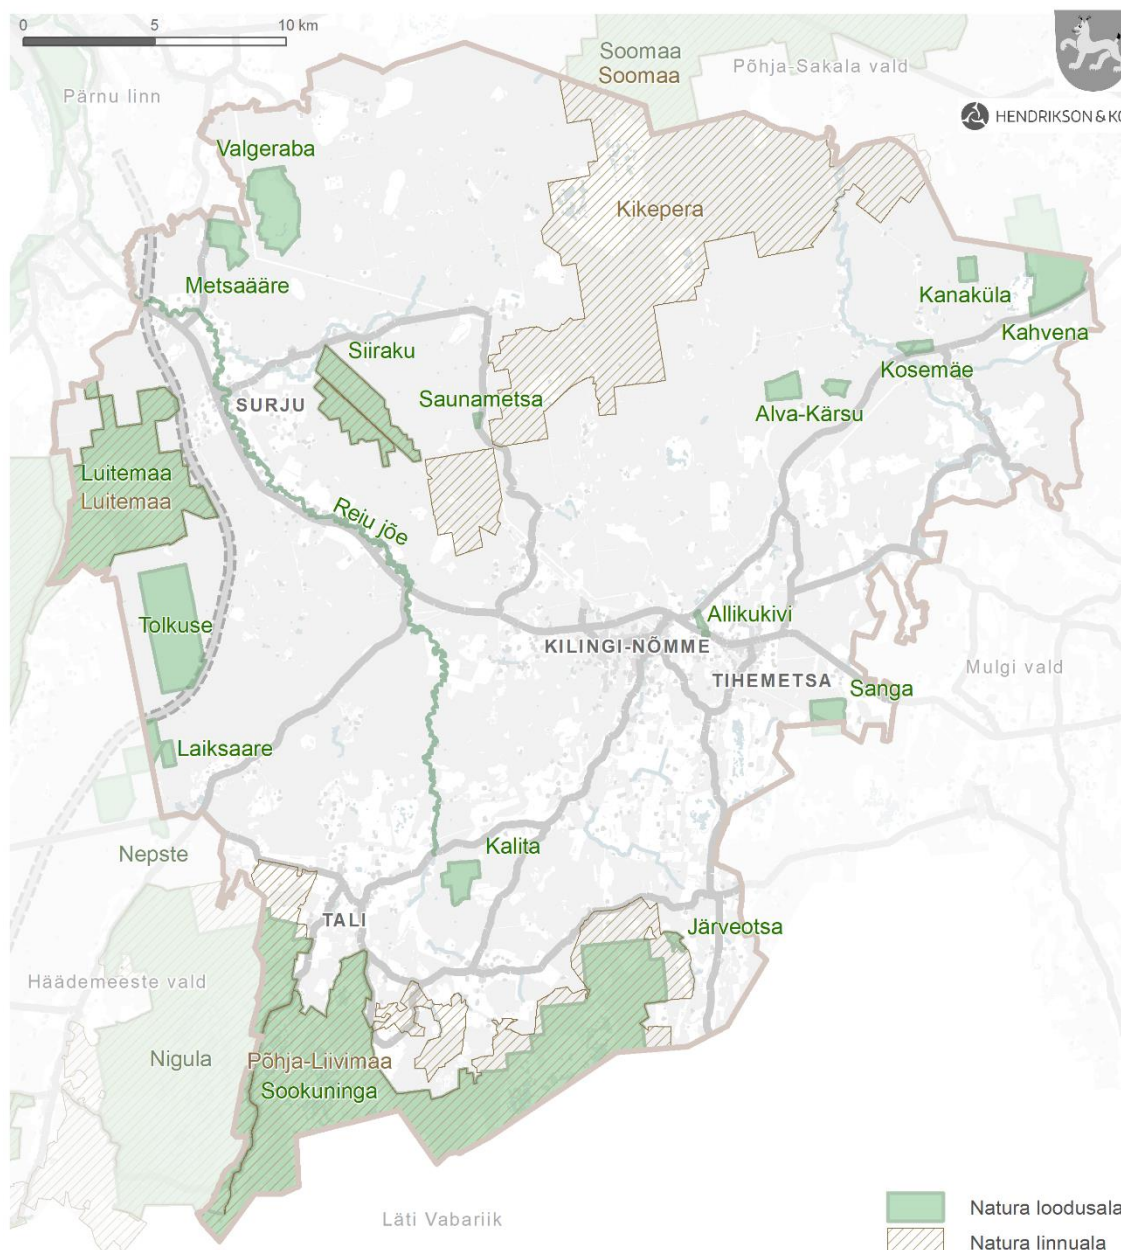 0 5 10 km
Soomaa
Soomaa
Põhja-Sakala vald
Pärnu linn
HENDRIKSON & KO
Valgeraba
Kikepera
Metsaääre
Kanaküla
Kahvena
Siiraku
Kosemäe
SURJU
Saunametsa
Alva-Kärsu
Luitemaa
Luitemaa
Reiu jõe
Tolkuse
Allikukivi
KILINGI-NÕMME
Mulgi vald
TIHEMETSA
Sanga
Laiksaare
Nepste
Kalita
TALI
Järveotsa
Häädemeeste vald
Nigula
Põhja-Liivimaa
Sookuninga
Läti Vabariik
Natura loodusala
Natura linnuala